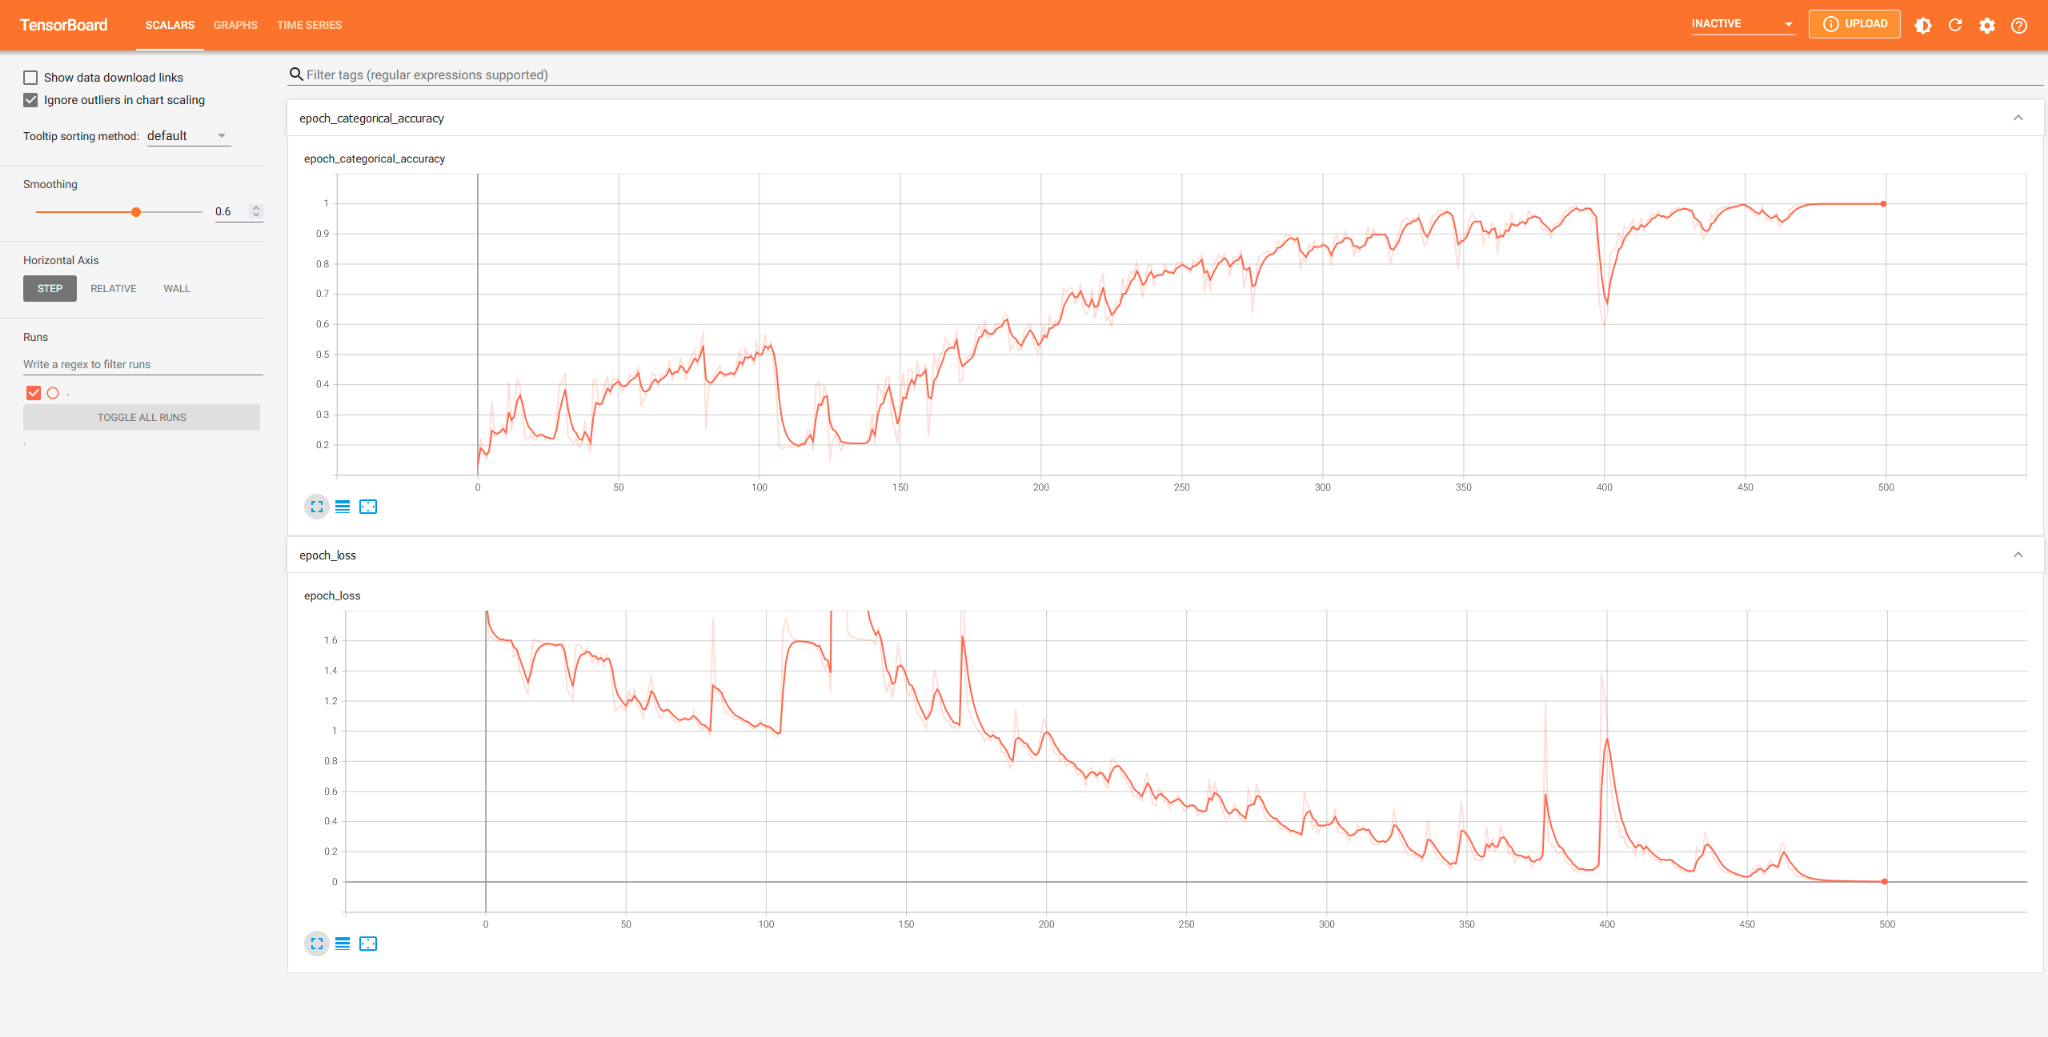 TensorBoard SCALARS GRAPHS TIME SERIES INACTIVE UPLOAD
Show data download links
Ignore outliers in chart scaling
Tooltip sorting method: default
Smoothing
0.6
Horizontal Axis
STEP RELATIVE WALL
Runs
Write a regex to filter runs
.
TOGGLE ALL RUNS
.
Filter tags (regular expressions supported)
epoch_categorical_accuracy
epoch_categorical_accuracy
1
0.9
0.8
0.7
0.6
0.5
0.4
0.3
0.2
0 50 100 150 200 250 300 350 400 450 500
epoch_loss
epoch_loss
1.6
1.4
1.2
1
0.8
0.6
0.4
0.2
0
0 50 100 150 200 250 300 350 400 450 500